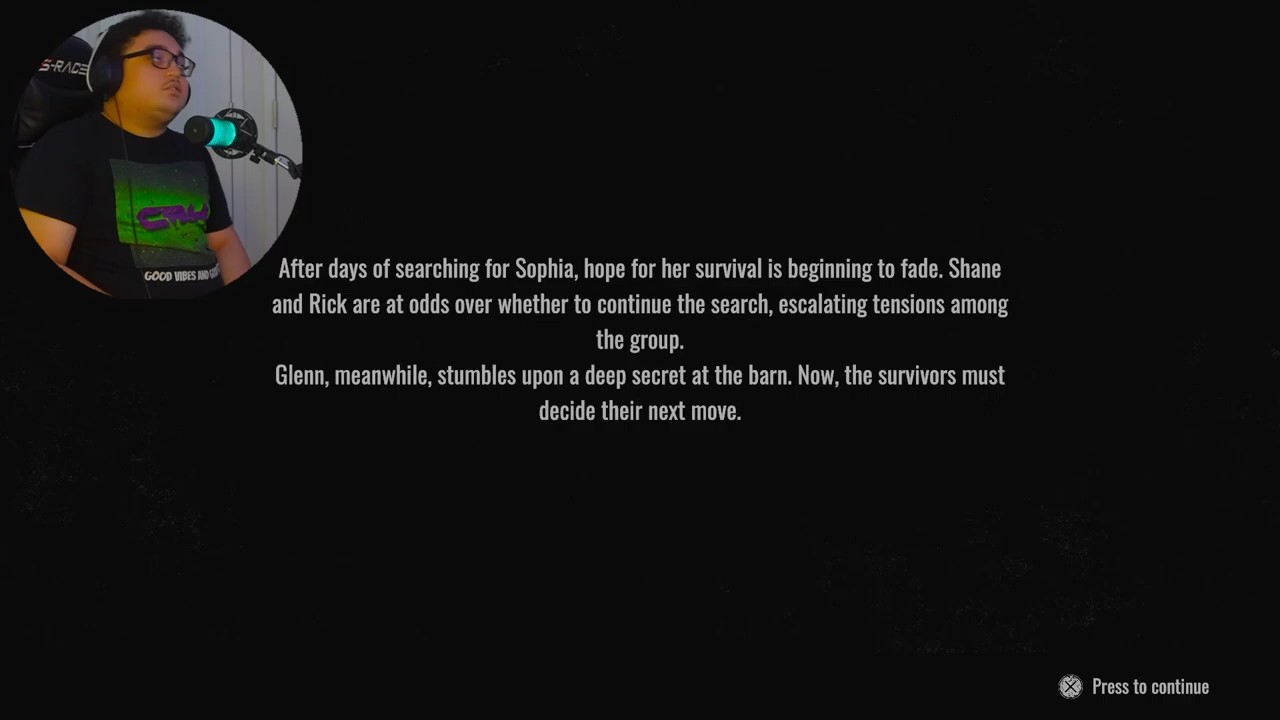 S-RACE
GOOD VIBES AND
After days of searching for Sophia, hope for her survival is beginning to fade. Shane
and Rick are at odds over whether to continue the search, escalating tensions among
the group.
Glenn, meanwhile, stumbles upon a deep secret at the barn. Now, the survivors must
decide their next move.
Press to continue